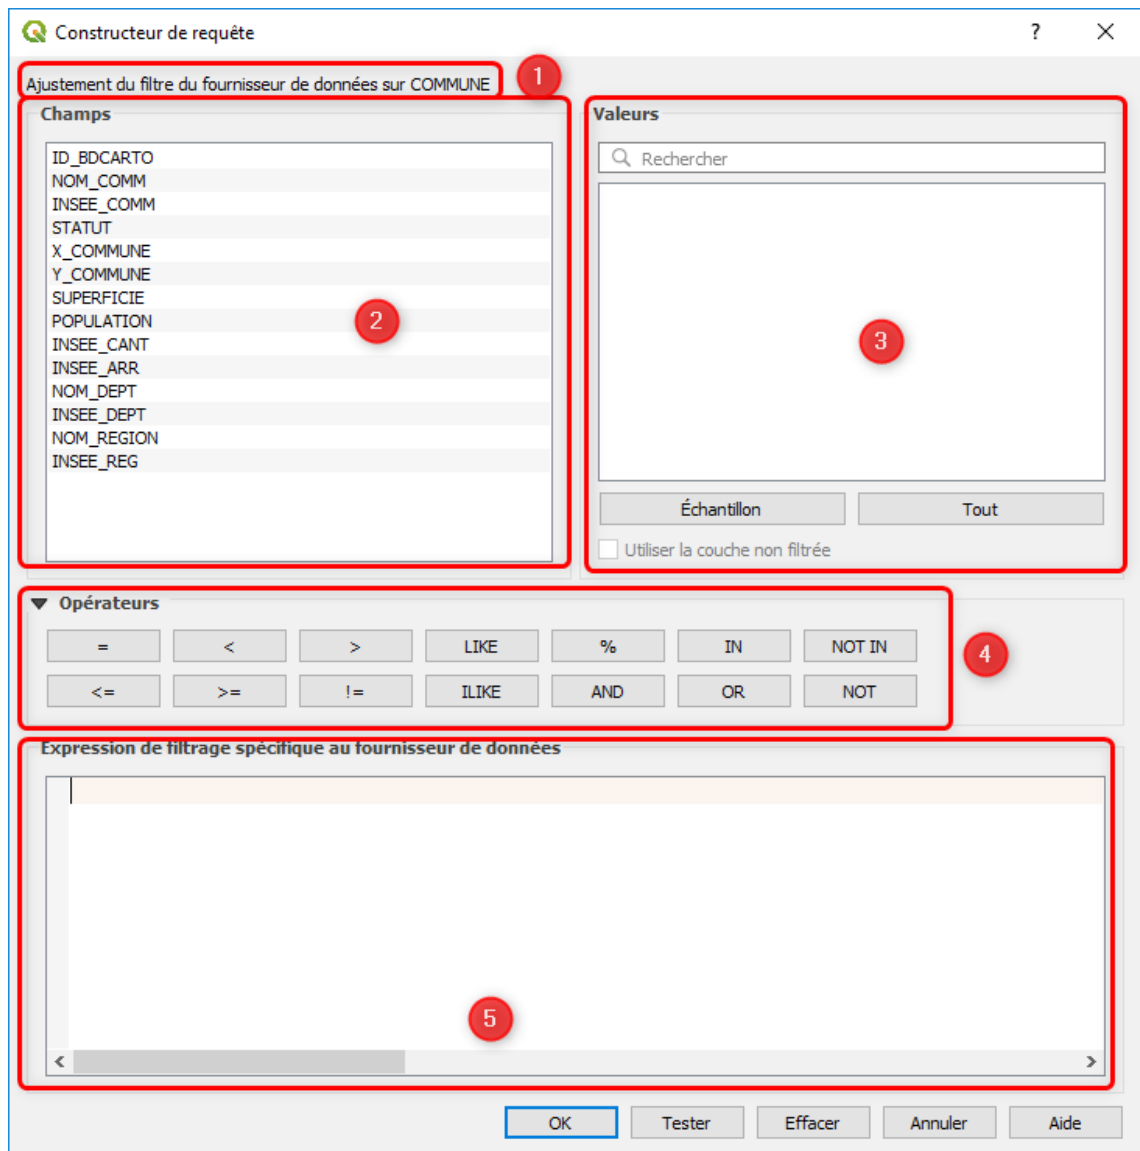 Constructeur de requête
?
Ajustement du filtre du fournisseur de données sur COMMUNE
1
Champs
ID_BDCARTO
NOM_COMM
INSEE_COMM
STATUT
X_COMMUNE
Y_COMMUNE
SUPERFICIE
POPULATION
INSEE_CANT
INSEE_ARR
NOM_DEPT
INSEE_DEPT
NOM_REGION
INSEE_REG
2
Valeurs
Rechercher
3
Échantillon
Tout
Utiliser la couche non filtrée
Opérateurs
= < > LIKE % IN NOT IN
<= >= != ILIKE AND OR NOT
4
Expression de filtrage spécifique au fournisseur de données
5
OK Tester Effacer Annuler Aide